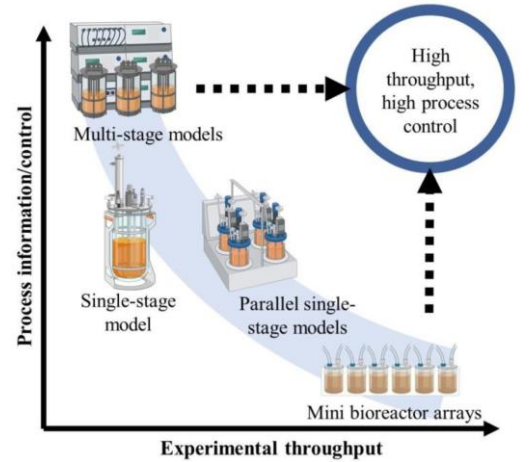 High
throughput,
high process
control
Multi-stage models
Single-stage
model
Parallel single-
stage models
Mini bioreactor arrays
Process information/control
Experimental throughput